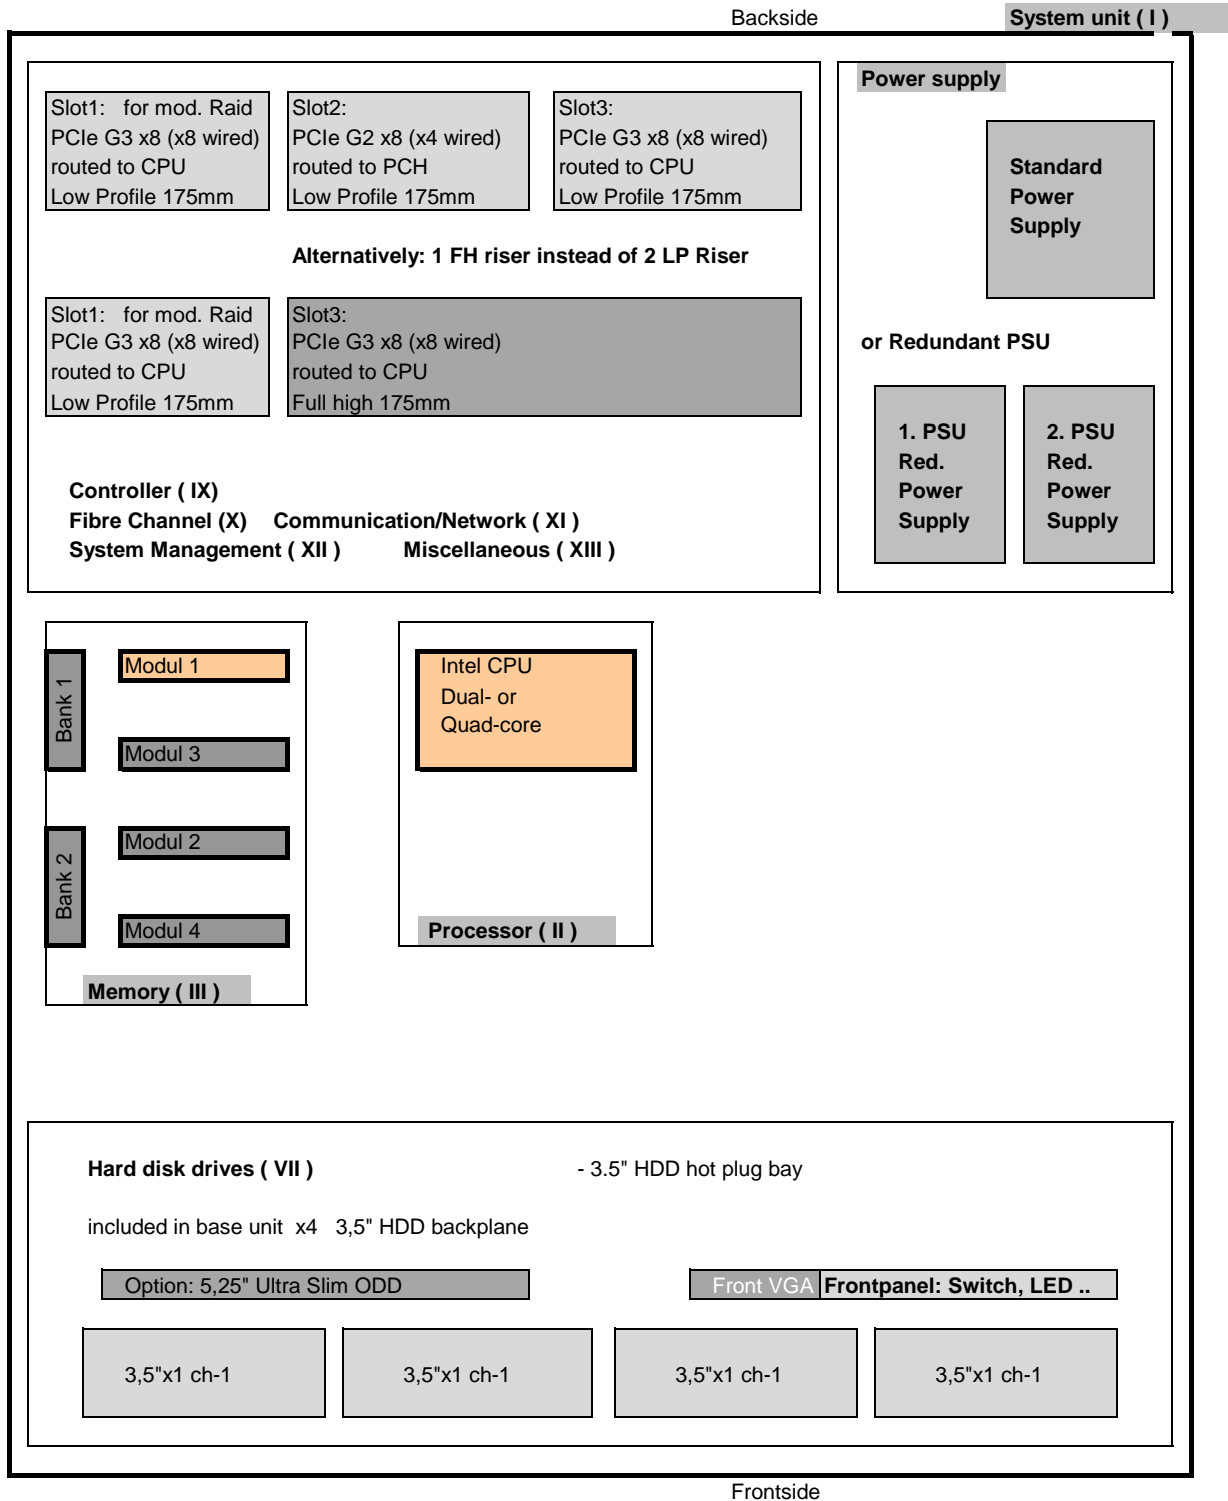 Backside
System unit ( I )
Slot1: for mod. Raid
PCIe G3 x8 (x8 wired)
routed to CPU
Low Profile 175mm
Slot2:
PCIe G2 x8 (x4 wired)
routed to PCH
Low Profile 175mm
Slot3:
PCIe G3 x8 (x8 wired)
routed to CPU
Low Profile 175mm
Alternatively: 1 FH riser instead of 2 LP Riser
Slot1: for mod. Raid
PCIe G3 x8 (x8 wired)
routed to CPU
Low Profile 175mm
Slot3:
PCIe G3 x8 (x8 wired)
routed to CPU
Full high 175mm
Controller ( IX)
Fibre Channel (X) Communication/Network ( XI )
System Management ( XII ) Miscellaneous ( XIII )
Power supply
Standard
Power
Supply
or Redundant PSU
1. PSU
Red.
Power
Supply
2. PSU
Red.
Power
Supply
Bank 1
Modul 1
Modul 3
Bank 2
Modul 2
Modul 4
Memory ( III )
Intel CPU
Dual- or
Quad-core
Processor ( II )
Hard disk drives ( VII )
- 3.5" HDD hot plug bay
included in base unit x4 3,5" HDD backplane
Option: 5,25" Ultra Slim ODD
Front VGA
Frontpanel: Switch, LED ..
3,5"x1 ch-1
3,5"x1 ch-1
3,5"x1 ch-1
3,5"x1 ch-1
Frontside